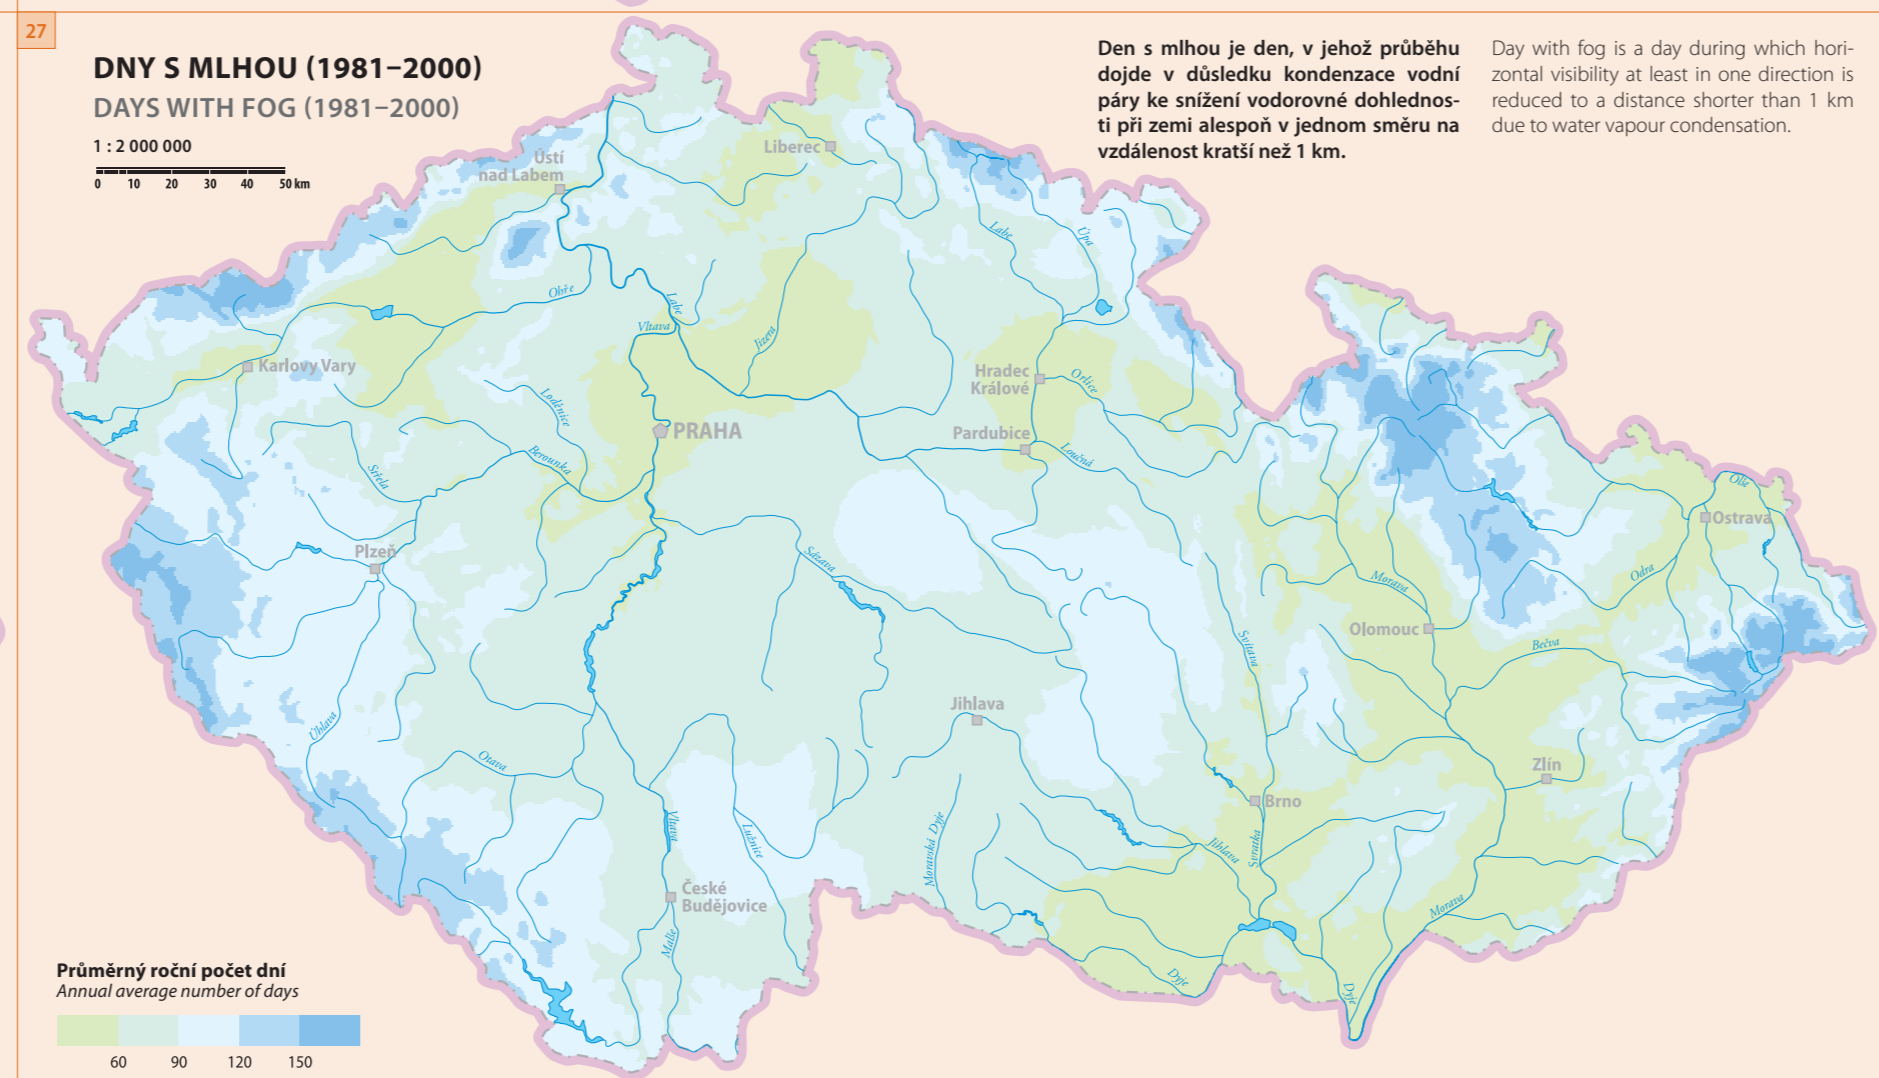 27
DNY S MLHOU (1981–2000)
DAYS WITH FOG (1981–2000)
1 : 2 000 000
0 10 20 30 40 50 km
Den s mlhou je den, v jehož průběhu
dojde v důsledku kondenzace vodní
páry ke snížení vodorovné dohlednos-
ti při zemi alespoň v jednom směru na
vzdálenost kratší než 1 km.
Day with fog is a day during which hori-
zontal visibility at least in one direction is
reduced to a distance shorter than 1 km
due to water vapour condensation.
Ústí
nad Labem
Liberec
Labe
Úpa
Ohře
Labe
Vltava
Jizera
Karlovy Vary
Hradec
Králové
Orlice
Loděnice
PRAHA
Pardubice
Loučná
Berounka
Střela
Olše
Ostrava
Plzeň
Sázava
Morava
Odra
Olomouc
Svitava
Bečva
Jihlava
Úhlava
Otava
Zlín
Brno
Vltava
Lužnice
Moravská Dyje
Jihlava
Svratka
České
Budějovice
Morava
Malše
Dyje
Dyje
Průměrný roční počet dní
Annual average number of days
60 90 120 150